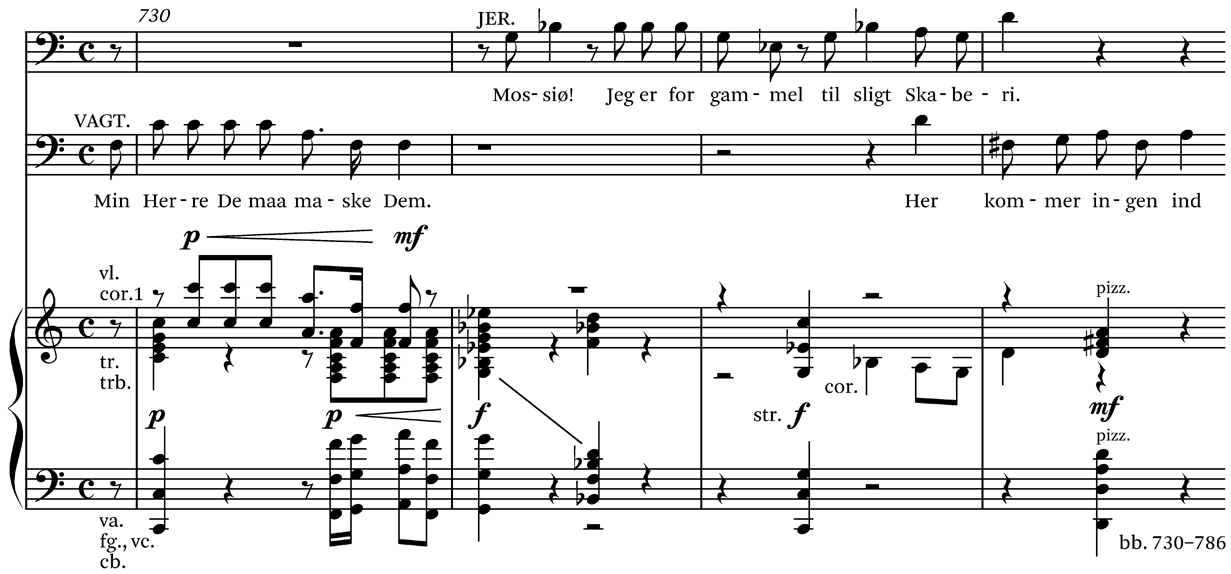 730
JER.
Mos- siø! Jeg er for gam - mel til sligt Ska - be - ri.
VAGT.
Min Her - re De maa ma - ske Dem. Her kom - mer in - gen ind
p mf
vl.
cor.1
pizz.
tr.
trb.
cor.
p p f str. f mf
pizz.
va.
fg., vc.
cb.
bb. 730–786